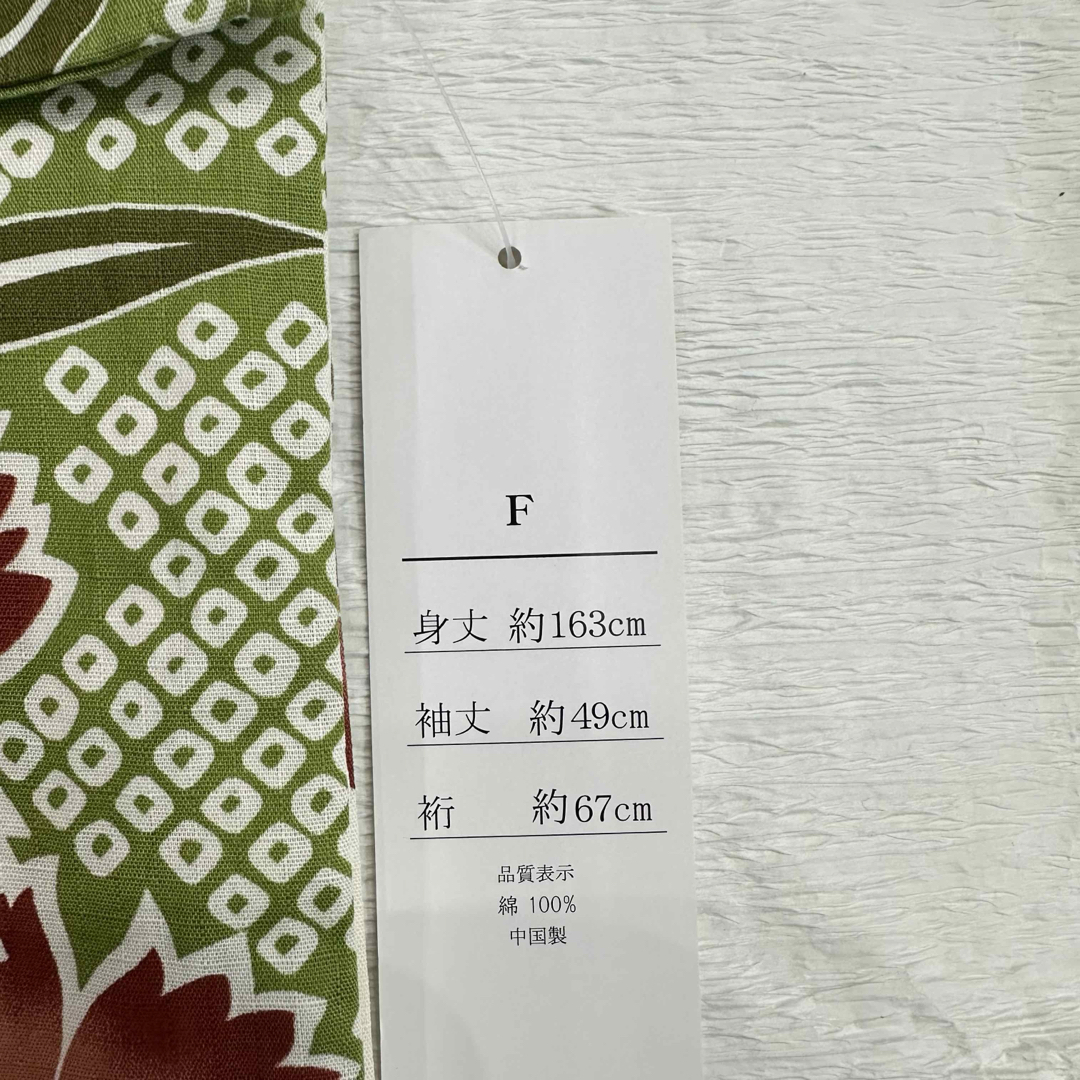 F
身丈 約163cm
袖丈 約49cm
裄 約67cm
品質表示
綿 100%
中国製